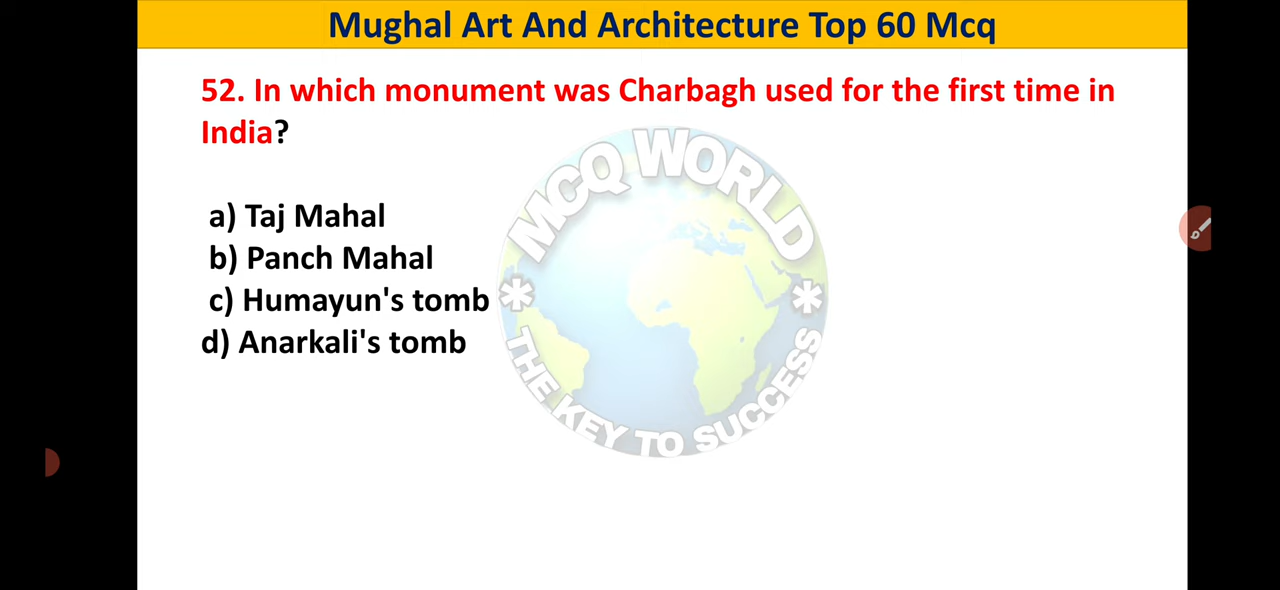 Mughal Art And Architecture Top 60 Mcq
52. In which monument was Charbagh used for the first time in
India?
a) Taj Mahal
b) Panch Mahal
c) Humayun's tomb
d) Anarkali's tomb
MCQ WORLD
THE KEY TO SUCCESS